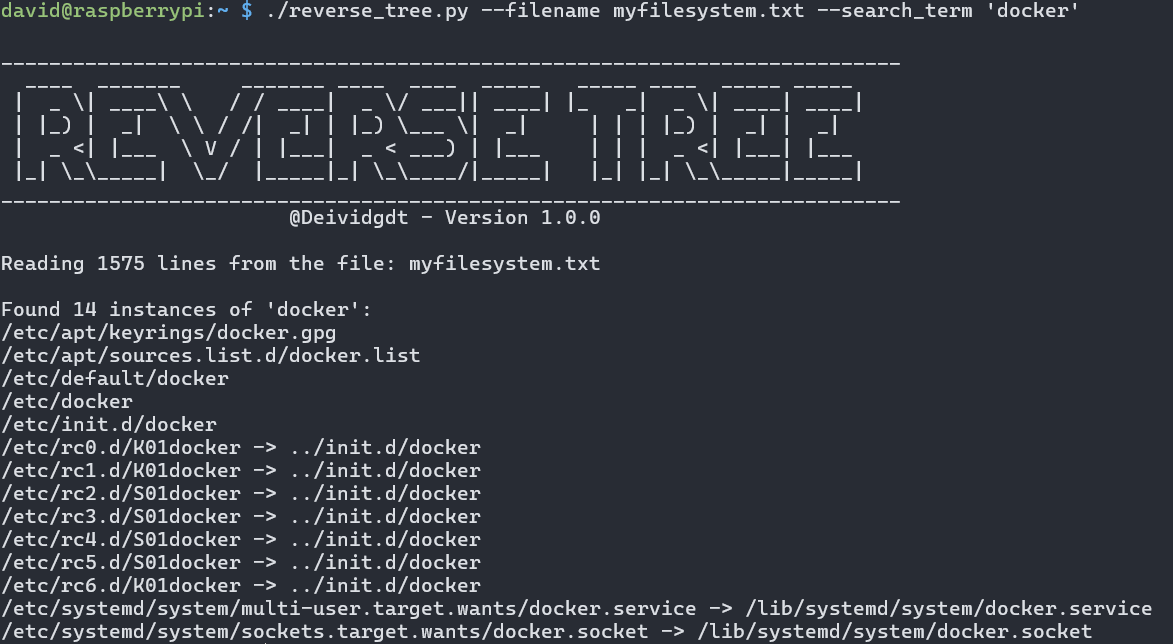 david@raspberrypi:~ $ ./reverse_tree.py --filename myfilesystem.txt --search_term 'docker'
REVERSE TREE
@Deividgdt - Version 1.0.0
Reading 1575 lines from the file: myfilesystem.txt
Found 14 instances of 'docker':
/etc/apt/keyrings/docker.gpg
/etc/apt/sources.list.d/docker.list
/etc/default/docker
/etc/docker
/etc/init.d/docker
/etc/rc0.d/K01docker -> ../init.d/docker
/etc/rc1.d/K01docker -> ../init.d/docker
/etc/rc2.d/S01docker -> ../init.d/docker
/etc/rc3.d/S01docker -> ../init.d/docker
/etc/rc4.d/S01docker -> ../init.d/docker
/etc/rc5.d/S01docker -> ../init.d/docker
/etc/rc6.d/K01docker -> ../init.d/docker
/etc/systemd/system/multi-user.target.wants/docker.service -> /lib/systemd/system/docker.service
/etc/systemd/system/sockets.target.wants/docker.socket -> /lib/systemd/system/docker.socket